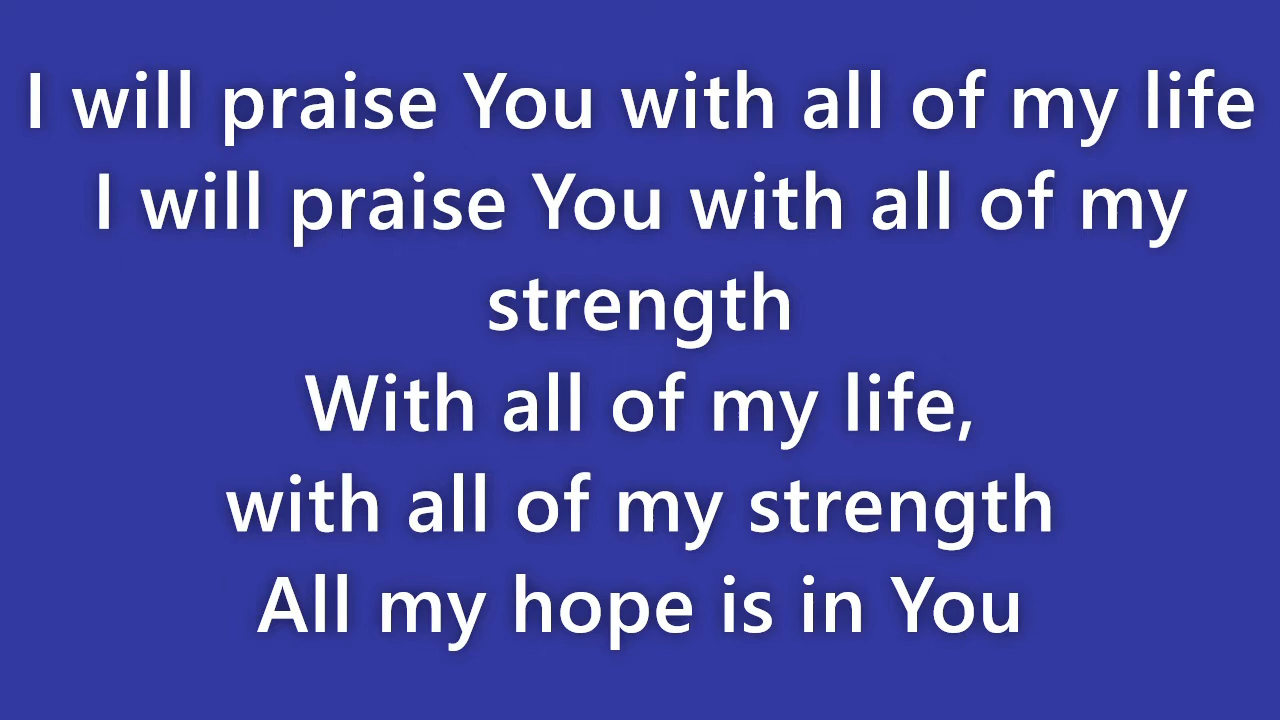 I will praise You with all of my life
I will praise You with all of my
strength
With all of my life,
with all of my strength
All my hope is in You